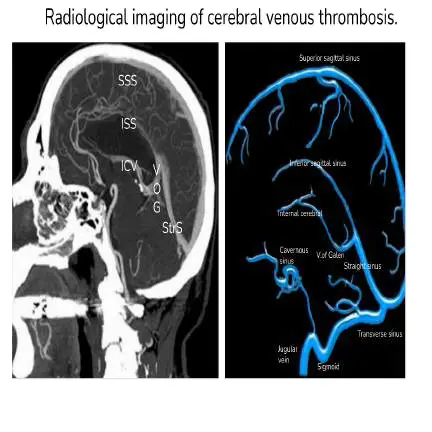 Radiological imaging of cerebral venous thrombosis.
SSS
ISS
ICV
V
O
G
StrS
Superior sagittal sinus
Inferior sagittal sinus
Internal cerebral
V.of Galen
Straight sinus
Cavernous
sinus
Transverse sinus
Jugular
vein
Sigmoid